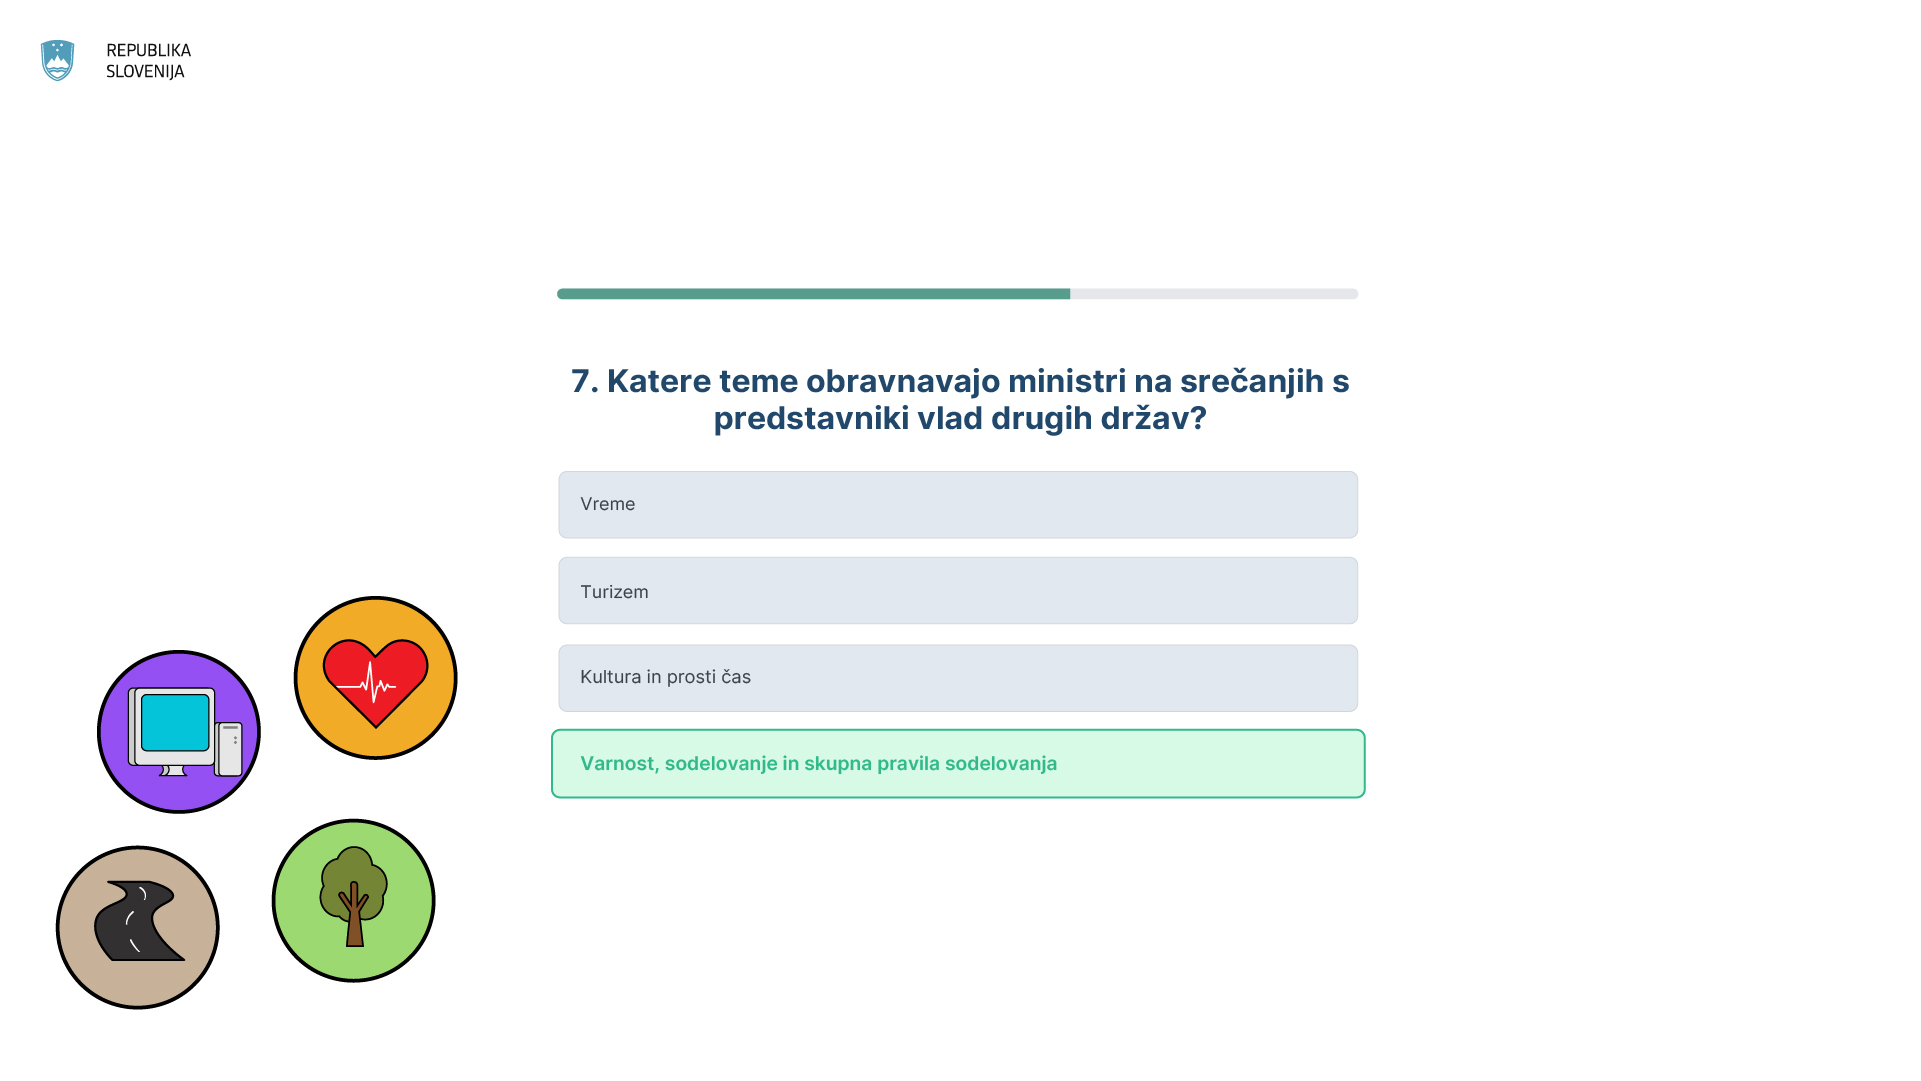 REPUBLIKA
SLOVENIJA
7. Katere teme obravnavajo ministri na srečanjih s
predstavniki vlad drugih držav?
Vreme
Turizem
Kultura in prosti čas
Varnost, sodelovanje in skupna pravila sodelovanja